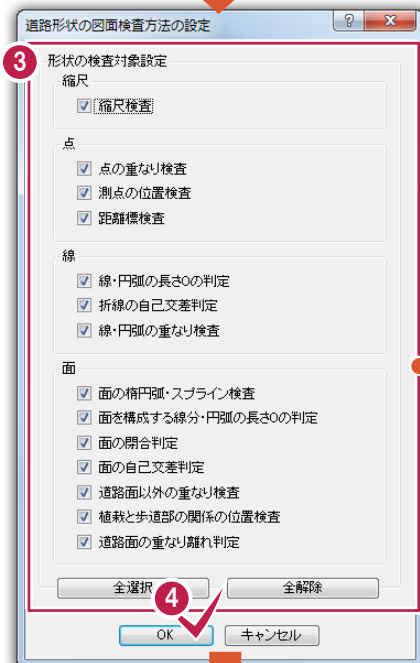 道路形状の図面検査方法の設定
3
形状の検査対象設定
縮尺
縮尺検査
点
点の重なり検査
測点の位置検査
距離標検査
線
線・円弧の長さ0の判定
折線の自己交差判定
線・円弧の重なり検査
面
面の楕円弧・スプライン検査
面を構成する線分・円弧の長さ0の判定
面の閉合判定
面の自己交差判定
道路面以外の重なり検査
植栽と歩道部の関係の位置検査
道路面の重なり離れ判定
全選択 全解除
4
OK キャンセル